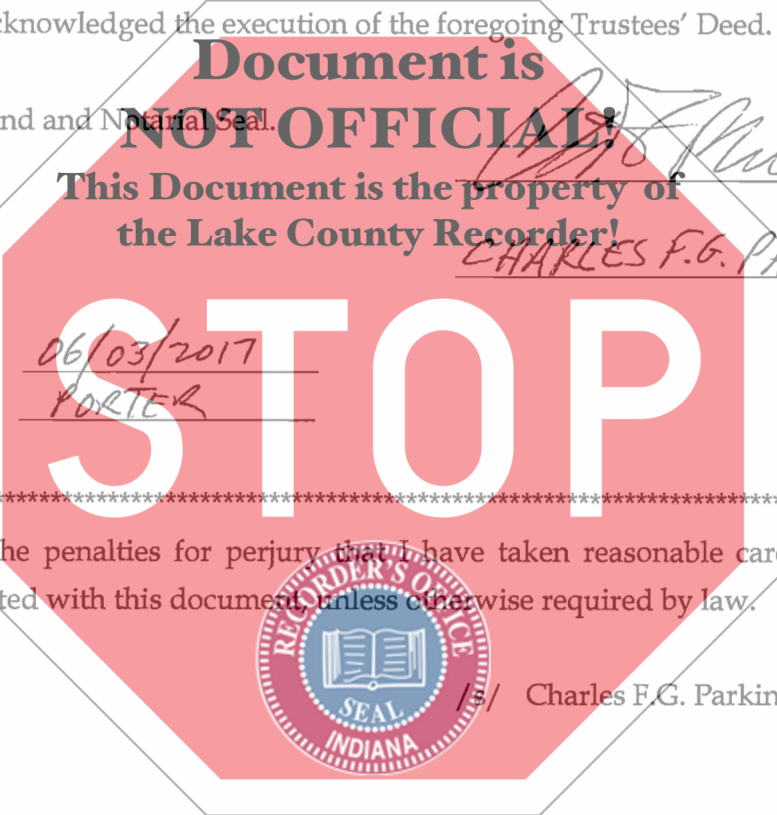 cknowledged the execution of the foregoing Trustees’ Deed.
Document is
nd and Notarial Seal.
NOT OFFICIAL!
This Document is the property of
the Lake County Recorder!
CHARLES F.G. PA
STOP
06/03/2017
PORTER
********************************************************************************
he penalties for perjury that I have taken reasonable car
ted with this document, unless otherwise required by law.
RECORDER'S OFFICE
SEAL
INDIANA
/s/ Charles F.G. Parkin